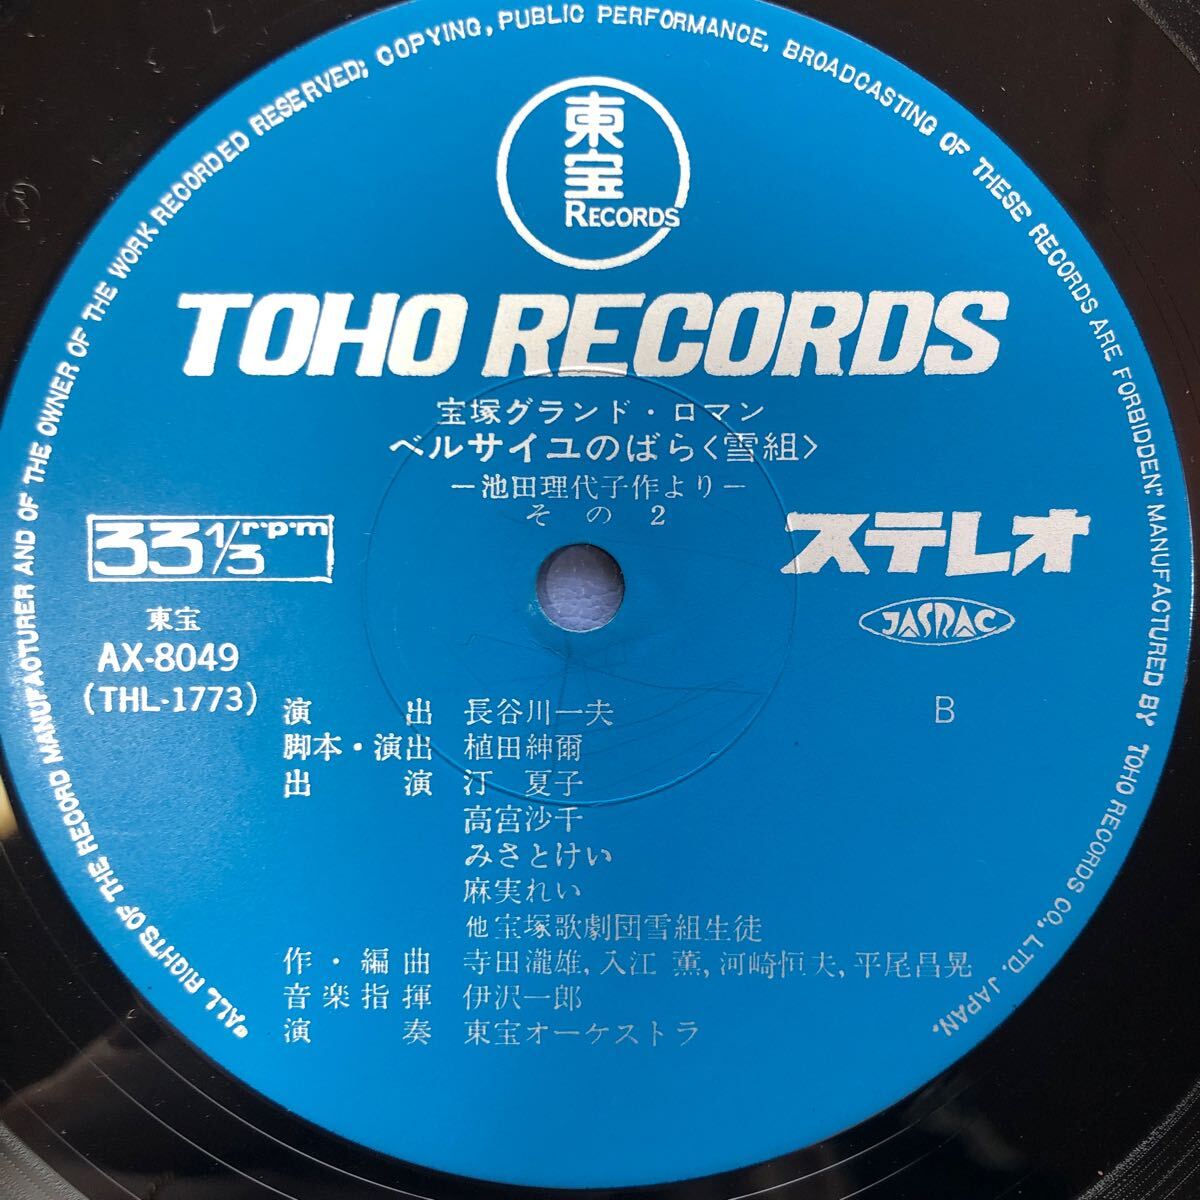 "ALL RIGHTS OF THE RECORD MANUFACTURER AND OF THE OWNER OF THE WORK RECORDED RESERVED; COPYING, PUBLIC PERFORMANCE, BROADCASTING OF THESE RECORDS ARE FORBIDDEN." MANUFACTURED BY TOHO RECORDS CO., LTD. JAPAN.
東宝
RECORDS
TOHO RECORDS
宝塚グランド・ロマン
ベルサイユのばら〈雪組〉
―池田理代子作より―
その2
33 1/3 r·p·m
ステレオ
JASRAC
東宝
AX-8049
(THL-1773)
B
演出 長谷川一夫
脚本・演出 植田紳爾
出演 汀 夏子
高宮沙千
みさとけい
麻実れい
他宝塚歌劇団雪組生徒
作・編曲 寺田瀧雄, 入江 薫, 河崎恒夫, 平尾昌晃
音楽指揮 伊沢一郎
演奏 東宝オーケストラ